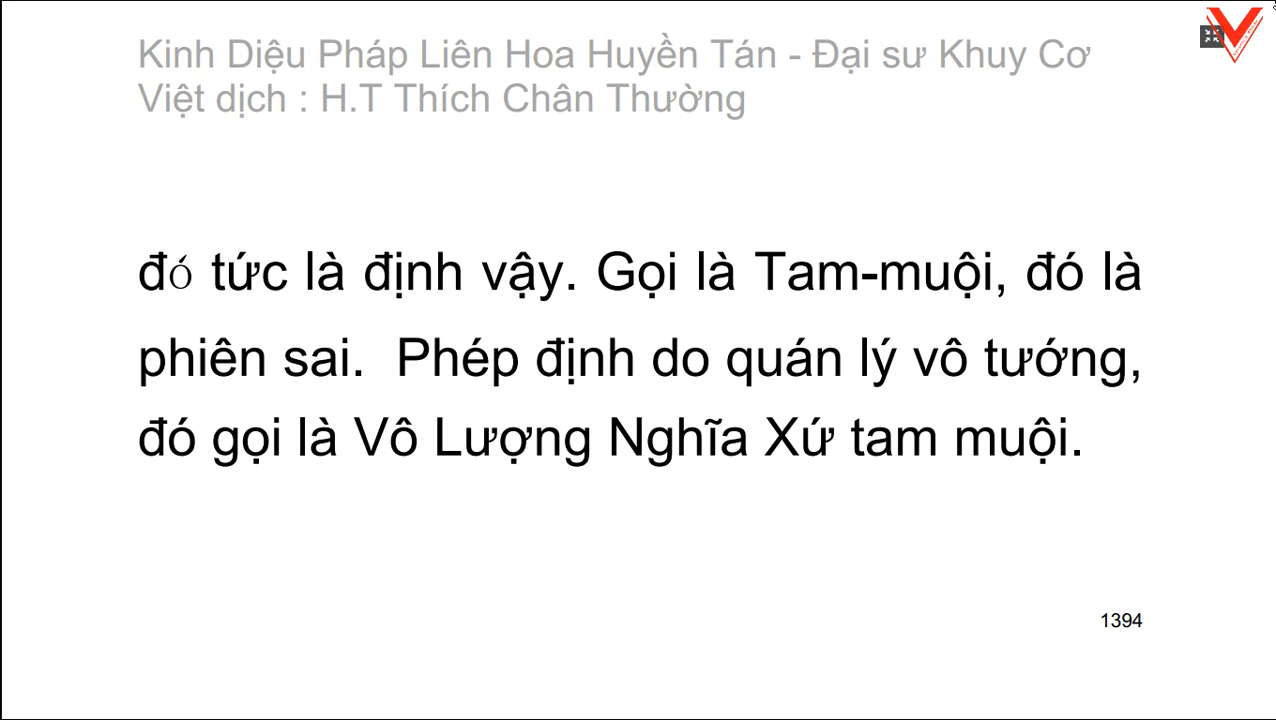 Kinh Diệu Pháp Liên Hoa Huyền Tán - Đại sư Khuy Cơ
Việt dịch : H.T Thích Chân Thường
đó tức là định vậy. Gọi là Tam-muội, đó là
phiên sai. Phép định do quán lý vô tướng,
đó gọi là Vô Lượng Nghĩa Xứ tam muội.
1394